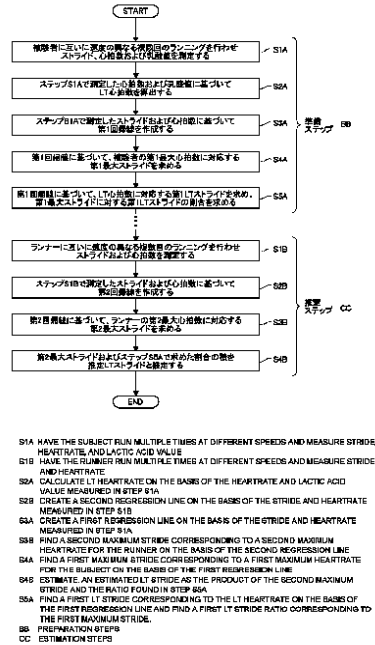 START
被験者に互いに速度の異なる複数回のランニングを行わせ
ストライド、心拍数および乳酸値を測定する
S1A
ステップS1Aで測定した心拍数および乳酸値に基づいて
LT心拍数を算出する
S2A
ステップS1Aで測定したストライドおよび心拍数に基づいて
第1回帰線を作成する
S3A
第1回帰線に基づいて、被験者の第1最大心拍数に対応する
第1最大ストライドを求める
S4A
第1回帰線に基づいて、LT心拍数に対応する第1LTストライドを求め、
第1最大ストライドに対する第1LTストライドの割合を求める
S5A
準備
ステップ BB
ランナーに互いに速度の異なる複数回のランニングを行わせ
ストライドおよび心拍数を測定する
S1B
ステップS1Bで測定したストライドおよび心拍数に基づいて
第2回帰線を作成する
S2B
第2回帰線に基づいて、ランナーの第2最大心拍数に対応する
第2最大ストライドを求める
S3B
第2最大ストライドおよびステップS5Aで求めた割合の積を
推定LTストライドと推定する
S4B
推定
ステップ CC
END
S1A HAVE THE SUBJECT RUN MULTIPLE TIMES AT DIFFERENT SPEEDS AND MEASURE STRIDE,
HEARTRATE, AND LACTIC ACID VALUE
S1B HAVE THE RUNNER RUN MULTIPLE TIMES AT DIFFERENT SPEEDS AND MEASURE STRIDE
AND HEARTRATE
S2A CALCULATE LT HEARTRATE ON THE BASIS OF THE HEARTRATE AND LACTIC ACID
VALUE MEASURED IN STEP S1A
S2B CREATE A SECOND REGRESSION LINE ON THE BASIS OF THE STRIDE AND HEARTRATE
MEASURED IN STEP S1B
S3A CREATE A FIRST REGRESSION LINE ON THE BASIS OF THE STRIDE AND HEARTRATE
MEASURED IN STEP S1A
S3B FIND A SECOND MAXIMUM STRIDE CORRESPONDING TO A SECOND MAXIMUM
HEARTRATE FOR THE RUNNER ON THE BASIS OF THE SECOND REGRESSION LINE
S4A FIND A FIRST MAXIMUM STRIDE CORRESPONDING TO A FIRST MAXIMUM HEARTRATE
FOR THE SUBJECT ON THE BASIS OF THE FIRST REGRESSION LINE
S4B ESTIMATE AN ESTIMATED LT STRIDE AS THE PRODUCT OF THE SECOND MAXIMUM
STRIDE AND THE RATIO FOUND IN STEP S5A
S5A FIND A FIRST LT STRIDE CORRESPONDING TO THE LT HEARTRATE ON THE BASIS OF
THE FIRST REGRESSION LINE AND FIND A FIRST LT STRIDE RATIO CORRESPONDING TO
THE FIRST MAXIMUM STRIDE.
BB PREPARATION STEPS
CC ESTIMATION STEPS